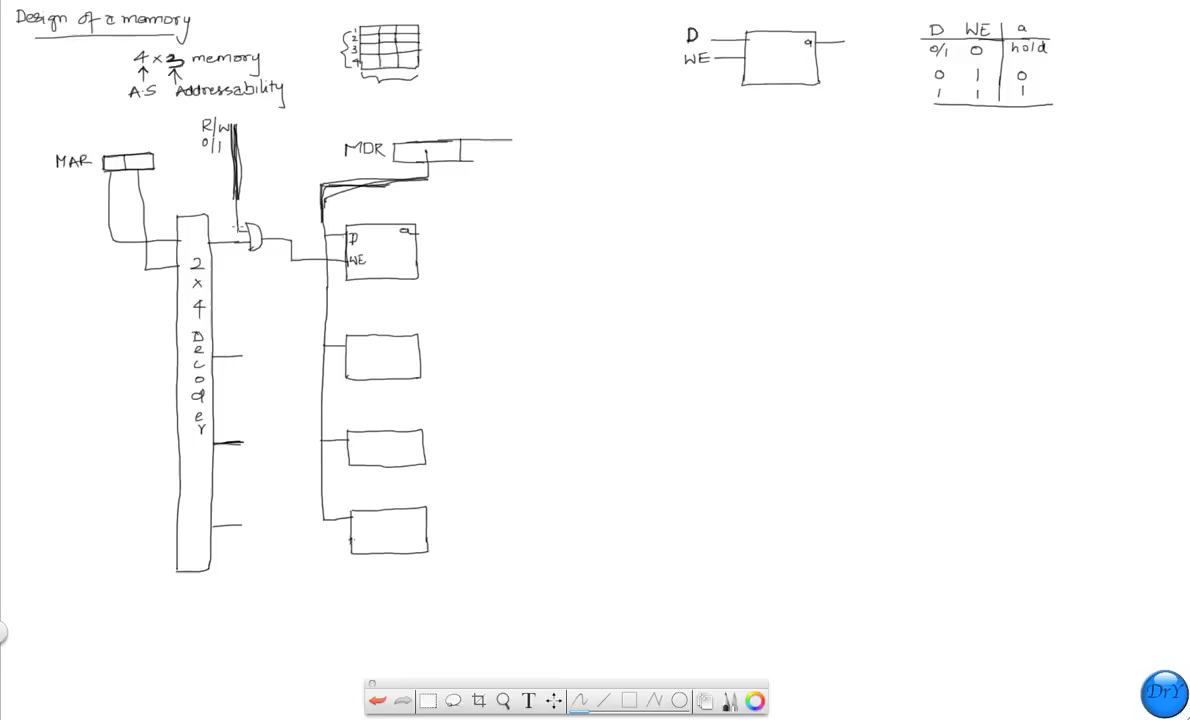 Design of a memory
4 × 3 memory
A.S Addressability
1
2
3
4
D
WE
Q
D WE Q
0/1 0 hold
0 1 0
1 1 1
R/W
0/1
MAR
MDR
D Q
WE
2 x 4 Decoder
T
DrY